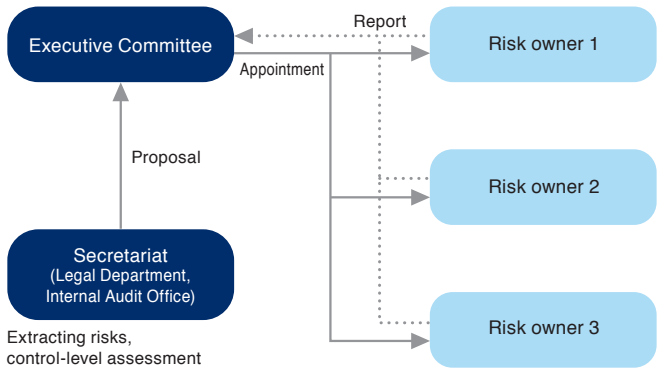 Report
Executive Committee
Risk owner 1
Appointment
Proposal
Risk owner 2
Secretariat
(Legal Department,
Internal Audit Office)
Risk owner 3
Extracting risks,
control-level assessment